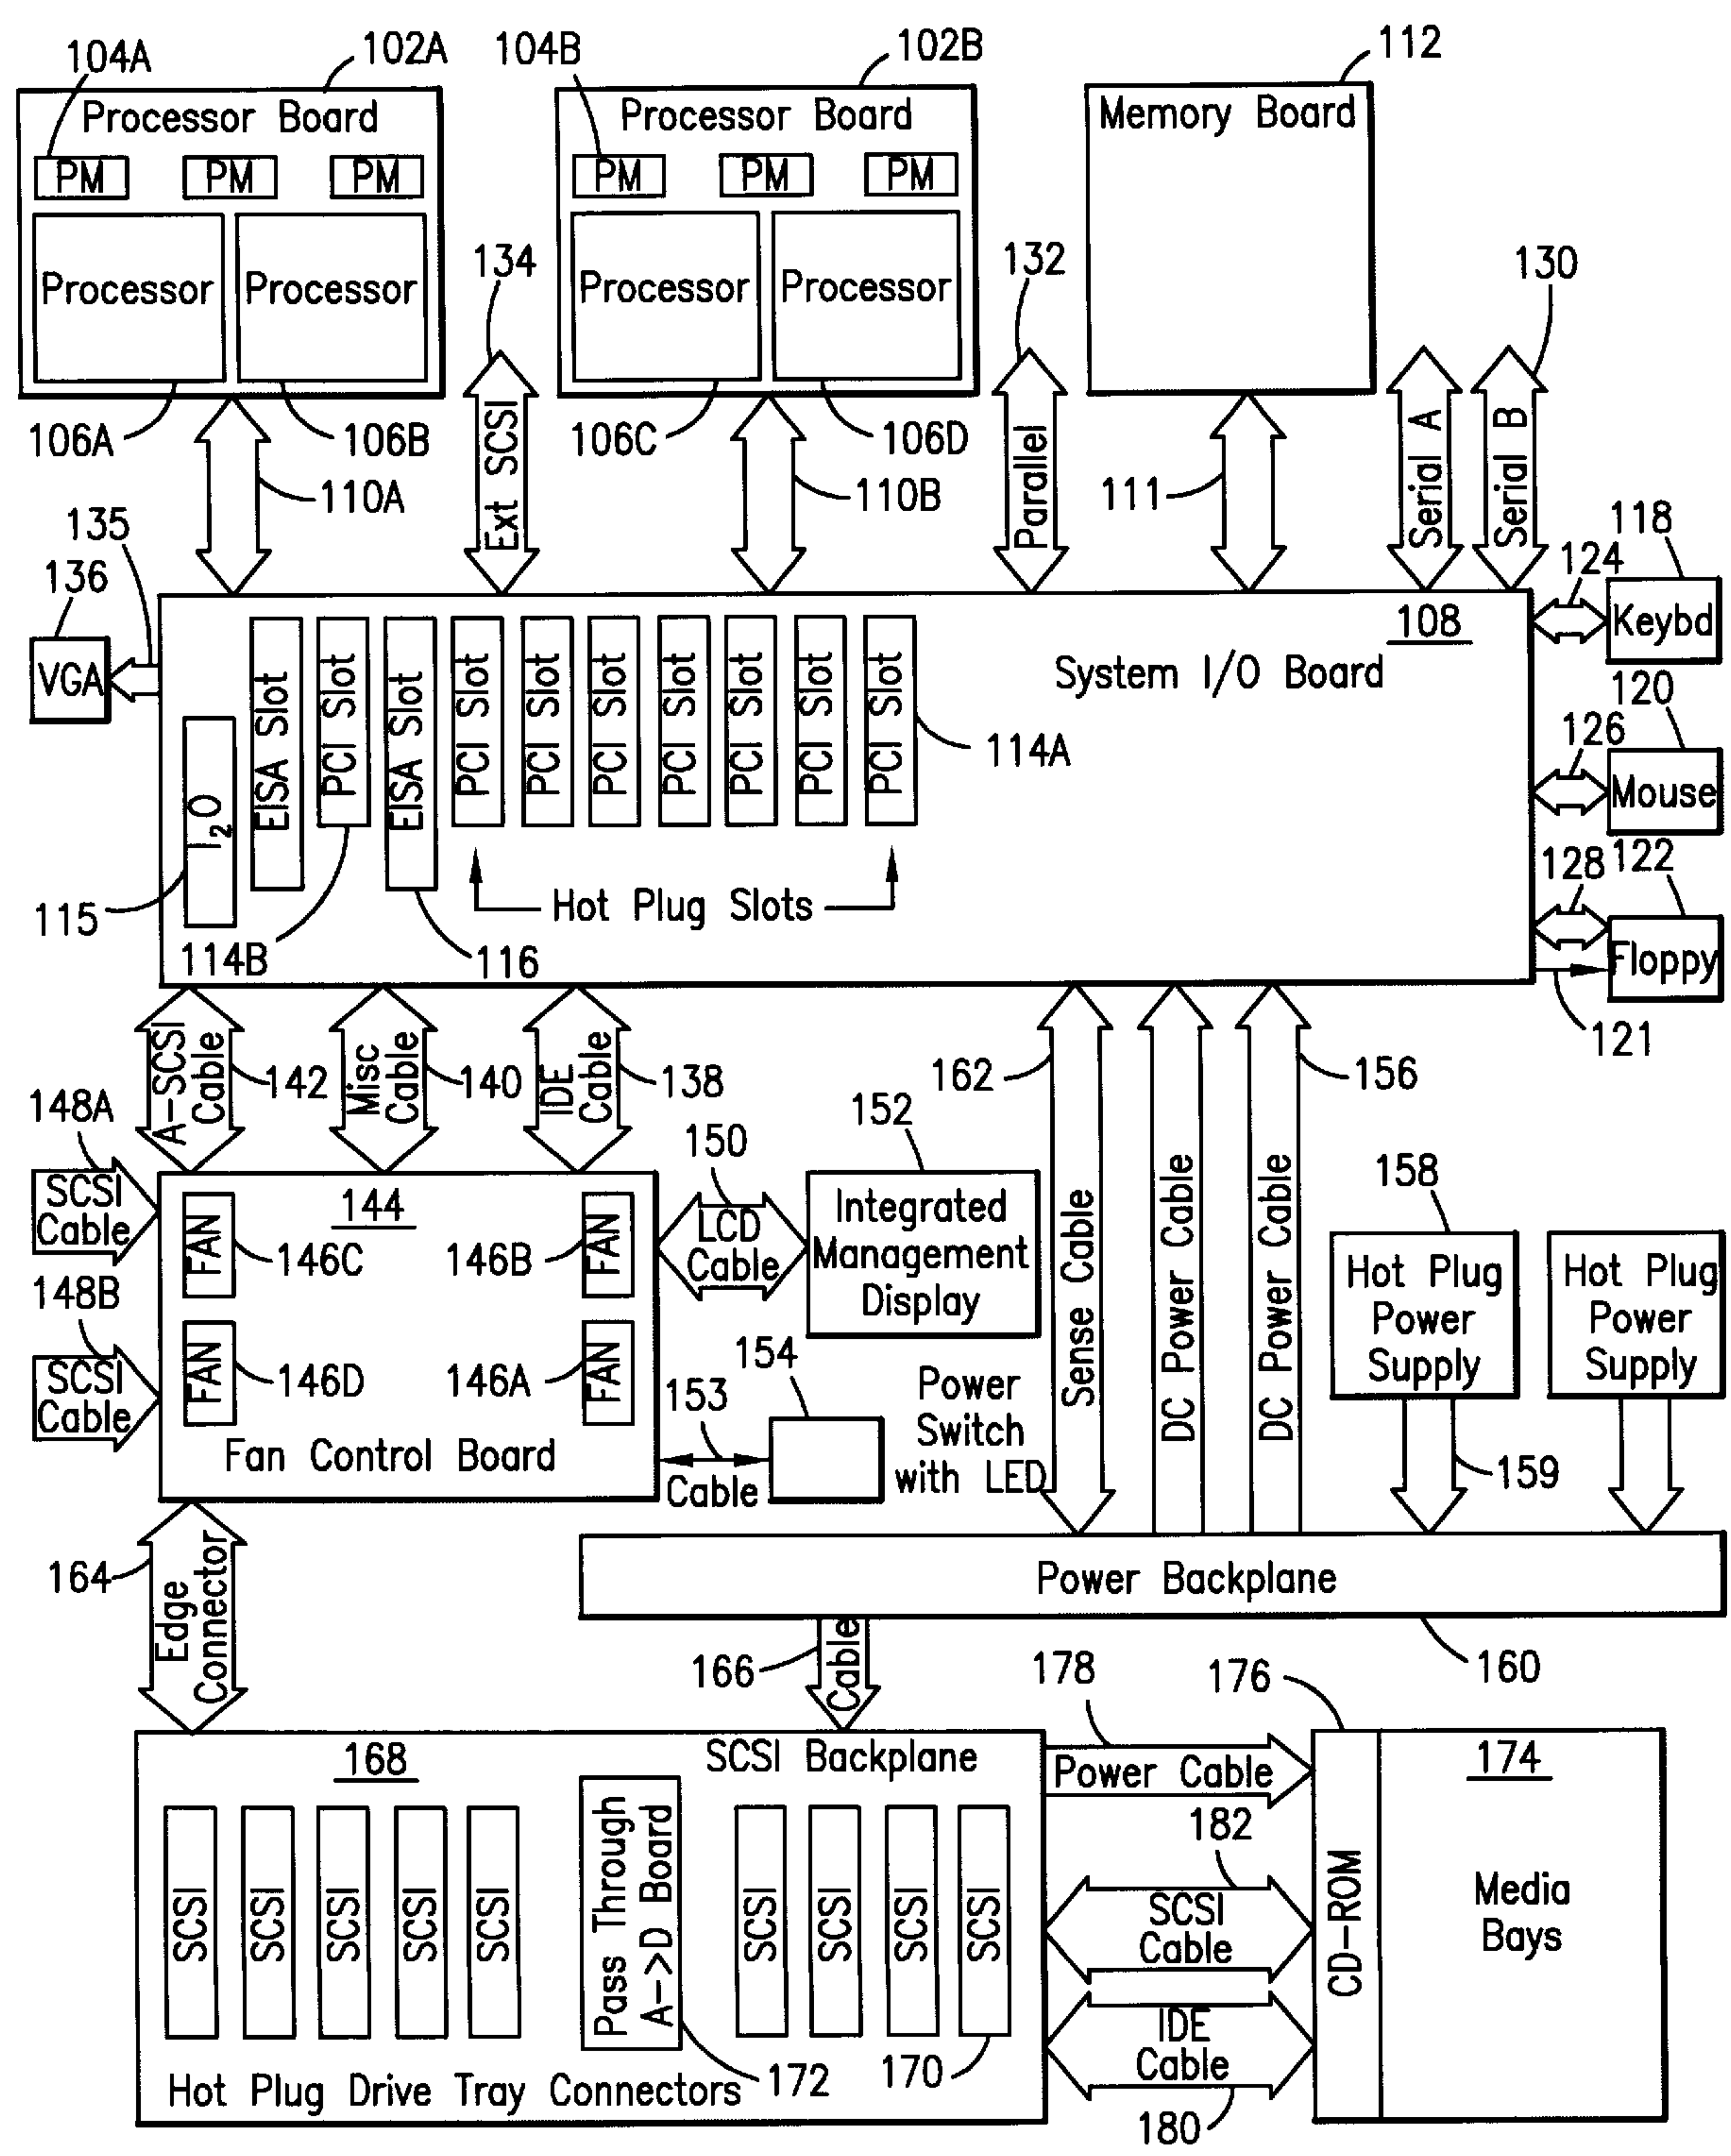 104A
102A
104B
102B
112
Processor Board
PM
PM
PM
Processor
Processor
Processor Board
PM
PM
PM
Processor
Processor
Memory Board
134
132
130
106A
106B
106C
106D
110A
110B
111
Ext SCSI
Parallel
Serial A
Serial B
135
136
VGA
118
124
Keybd
120
126
Mouse
128
122
Floppy
121
108
System I/O Board
I2O
EISA Slot
PCI Slot
EISA Slot
PCI Slot
PCI Slot
PCI Slot
PCI Slot
PCI Slot
PCI Slot
PCI Slot
114A
Hot Plug Slots
115
114B
116
A-SCSI
Cable
142
Misc
Cable
140
IDE
Cable
138
162
156
148A
SCSI
Cable
148B
SCSI
Cable
144
FAN
146C
146B
FAN
FAN
146D
146A
FAN
Fan Control Board
150
LCD
Cable
152
Integrated
Management
Display
153
Cable
154
Power
Switch
with LED
Sense Cable
DC Power Cable
DC Power Cable
158
Hot Plug
Power
Supply
Hot Plug
Power
Supply
159
164
Edge
Connector
Power Backplane
160
166
Cable
178
176
168
SCSI Backplane
SCSI
SCSI
SCSI
SCSI
SCSI
Pass Through
A->D Board
SCSI
SCSI
SCSI
SCSI
172
170
Hot Plug Drive Tray Connectors
Power Cable
182
SCSI
Cable
IDE
Cable
180
CD-ROM
174
Media
Bays